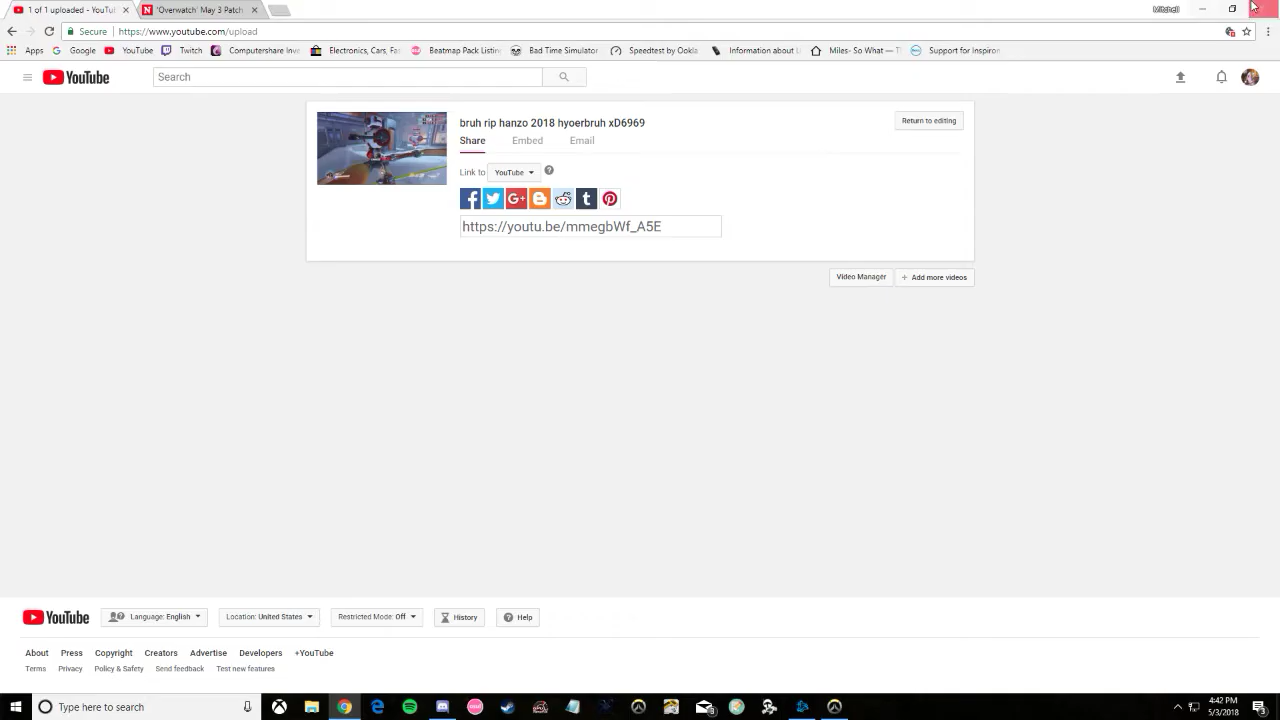 1 of 1 uploaded - YouTu
'Overwatch' May 3 Patch
Mitchell
Secure
https://www.youtube.com/upload
Apps
Google
YouTube
Twitch
Computershare Inve
Electronics, Cars, Fas
Beatmap Pack Listing
Bad Time Simulator
Speedtest by Ookla
Information about U
Miles- So What — T
Support for Inspiron
YouTube
Search
bruh rip hanzo 2018 hyoerbruh xD6969
Return to editing
Share
Embed
Email
Link to
YouTube
https://youtu.be/mmegbWf_A5E
Video Manager
+ Add more videos
YouTube
Language: English
Location: United States
Restricted Mode: Off
History
Help
About
Press
Copyright
Creators
Advertise
Developers
+YouTube
Terms
Privacy
Policy & Safety
Send feedback
Test new features
Type here to search
4:42 PM
5/3/2018